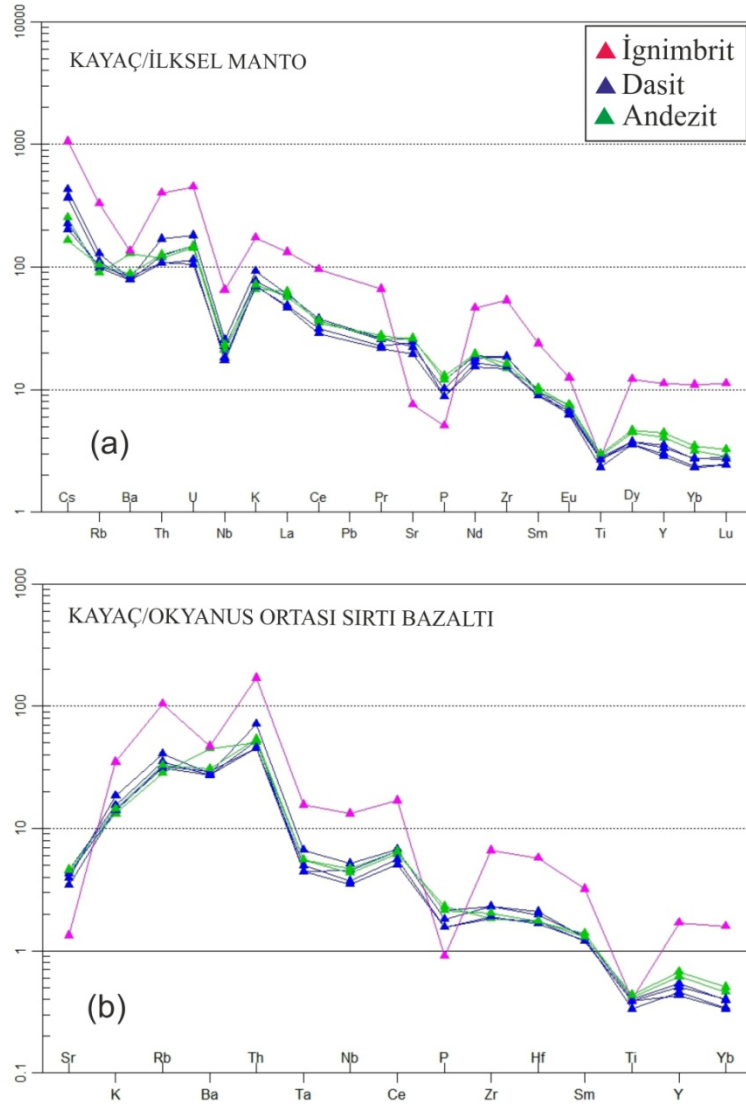 10000
KAYAÇ/İLKSEL MANTO
İgnimbrit
Dasit
Andezit
1000
100
10
(a)
1
Cs Ba U K Ce Pb Sr P Zr Eu Dy Yb
Rb Th Nb La Pr Nd Sm Ti Y Lu
1000
KAYAÇ/OKYANUS ORTASI SIRTI BAZALTI
100
10
1
(b)
0.1
Sr Rb Th Nb P Hf Ti Yb
K Ba Ta Ce Zr Sm Y